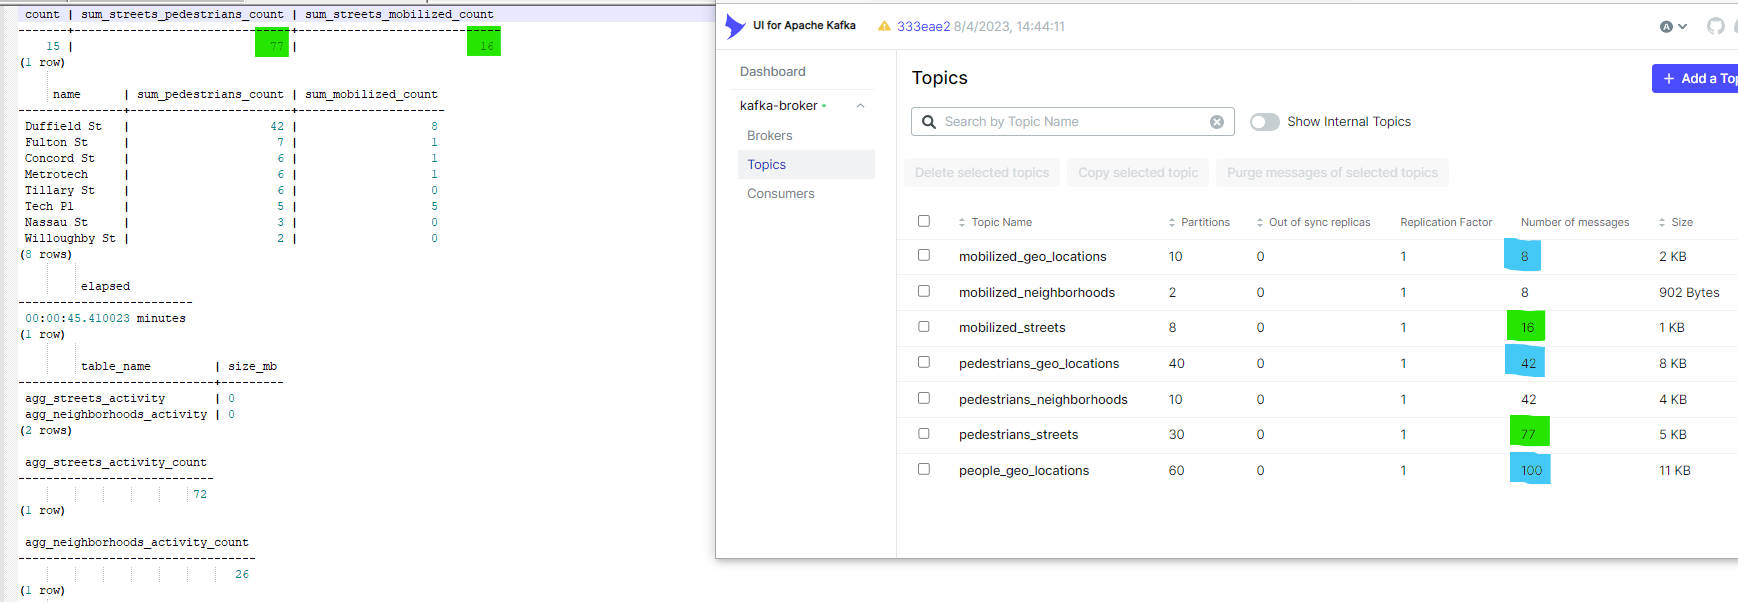 count | sum_streets_pedestrians_count | sum_streets_mobilized_count
-------+-------------------------------+-----------------------------
15 | 77 | 16
(1 row)
name | sum_pedestrians_count | sum_mobilized_count
---------------+-----------------------+---------------------
Duffield St | 42 | 8
Fulton St | 7 | 1
Concord St | 6 | 1
Metrotech | 6 | 1
Tillary St | 6 | 0
Tech Pl | 5 | 5
Nassau St | 3 | 0
Willoughby St | 2 | 0
(8 rows)
elapsed
-------------------------
00:00:45.410023 minutes
(1 row)
table_name | size_mb
----------------------------+---------
agg_streets_activity | 0
agg_neighborhoods_activity | 0
(2 rows)
agg_streets_activity_count
----------------------------
72
(1 row)
agg_neighborhoods_activity_count
----------------------------------
26
(1 row)
UI for Apache Kafka 333eae2 8/4/2023, 14:44:11 A
Dashboard
kafka-broker
Brokers
Topics
Consumers
Topics
+ Add a Top
Search by Topic Name
Show Internal Topics
Delete selected topics Copy selected topic Purge messages of selected topics
Topic Name Partitions Out of sync replicas Replication Factor Number of messages Size
mobilized_geo_locations 10 0 1 8 2 KB
mobilized_neighborhoods 2 0 1 8 902 Bytes
mobilized_streets 8 0 1 16 1 KB
pedestrians_geo_locations 40 0 1 42 8 KB
pedestrians_neighborhoods 10 0 1 42 4 KB
pedestrians_streets 30 0 1 77 5 KB
people_geo_locations 60 0 1 100 11 KB